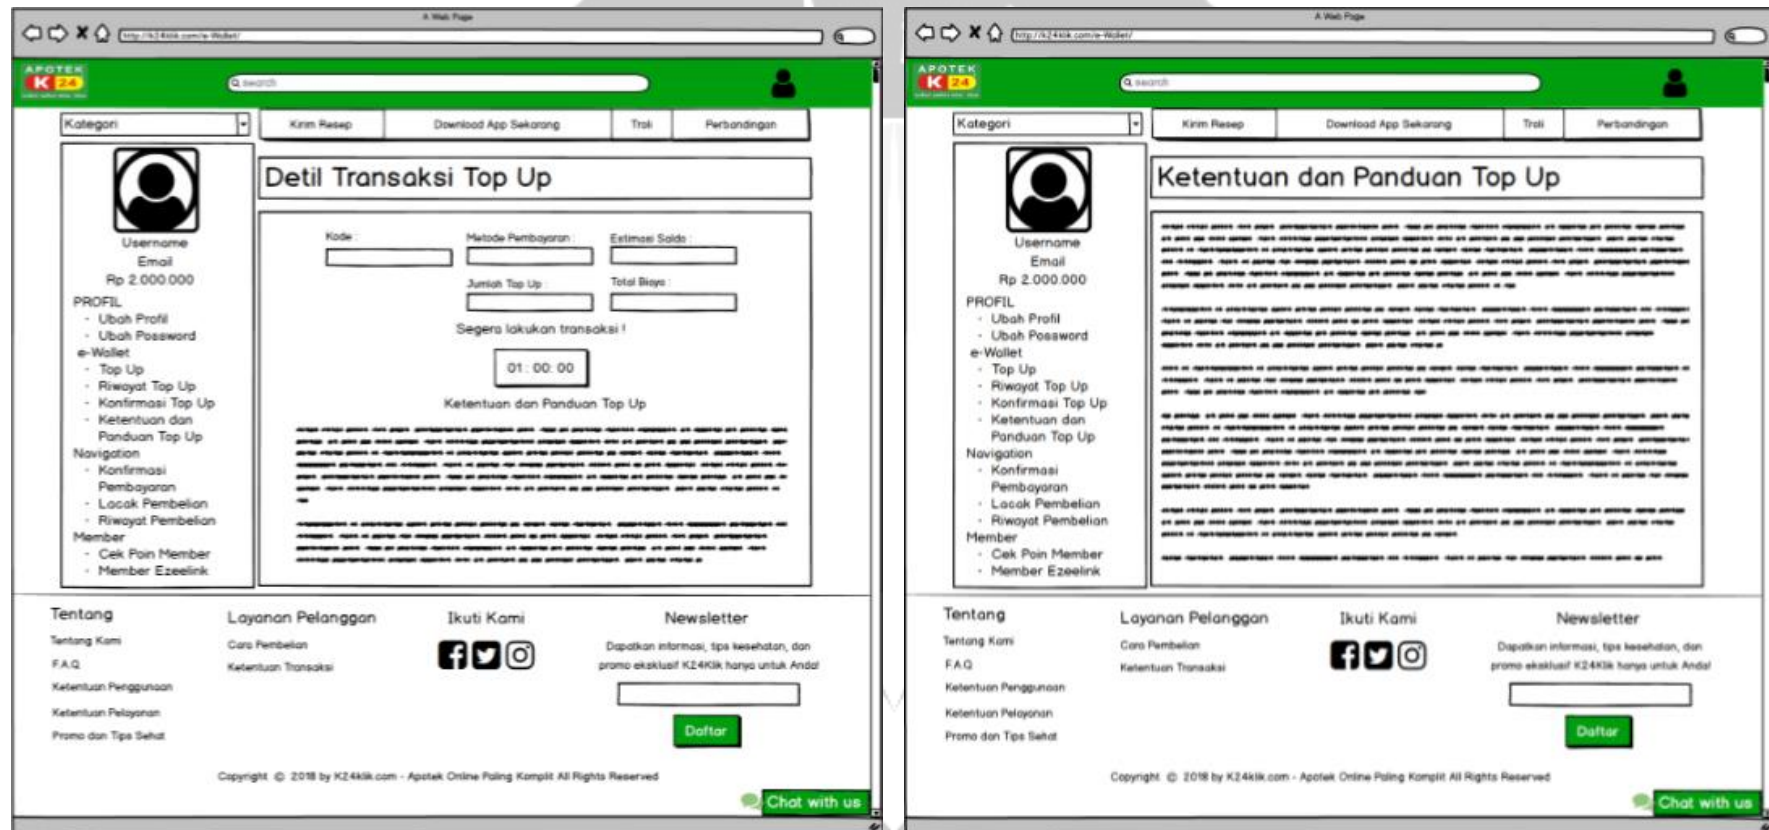 A Web Page
http://k24klik.com/e-Wallet/
APOTEK
K 24
search
Kategori
Kirim Resep
Download App Sekarang
Troli
Perbandingan
Username
Email
Rp 2.000.000
PROFIL
- Ubah Profil
- Ubah Password
e-Wallet
- Top Up
- Riwayat Top Up
- Konfirmasi Top Up
- Ketentuan dan
Panduan Top Up
Navigation
- Konfirmasi
Pembayaran
- Lacak Pembelian
- Riwayat Pembelian
Member
- Cek Poin Member
- Member Ezeelink
Detil Transaksi Top Up
Kode :
Metode Pembayaran :
Estimasi Saldo :
Jumlah Top Up :
Total Biaya :
Segera lakukan transaksi !
01 : 00: 00
Ketentuan dan Panduan Top Up
Tentang
Tentang Kami
F.A.Q
Ketentuan Penggunaan
Ketentuan Pelayanan
Promo dan Tips Sehat
Layanan Pelanggan
Cara Pembelian
Ketentuan Transaksi
Ikuti Kami
Newsletter
Dapatkan informasi, tips kesehatan, dan
promo eksklusif K24Klik hanya untuk Anda!
Daftar
Copyright © 2018 by K24klik.com - Apotek Online Paling Komplit All Rights Reserved
Chat with us
A Web Page
http://k24klik.com/e-Wallet/
APOTEK
K 24
search
Kategori
Kirim Resep
Download App Sekarang
Troli
Perbandingan
Username
Email
Rp 2.000.000
PROFIL
- Ubah Profil
- Ubah Password
e-Wallet
- Top Up
- Riwayat Top Up
- Konfirmasi Top Up
- Ketentuan dan
Panduan Top Up
Navigation
- Konfirmasi
Pembayaran
- Lacak Pembelian
- Riwayat Pembelian
Member
- Cek Poin Member
- Member Ezeelink
Ketentuan dan Panduan Top Up
Tentang
Tentang Kami
F.A.Q
Ketentuan Penggunaan
Ketentuan Pelayanan
Promo dan Tips Sehat
Layanan Pelanggan
Cara Pembelian
Ketentuan Transaksi
Ikuti Kami
Newsletter
Dapatkan informasi, tips kesehatan, dan
promo eksklusif K24Klik hanya untuk Anda!
Daftar
Copyright © 2018 by K24klik.com - Apotek Online Paling Komplit All Rights Reserved
Chat with us